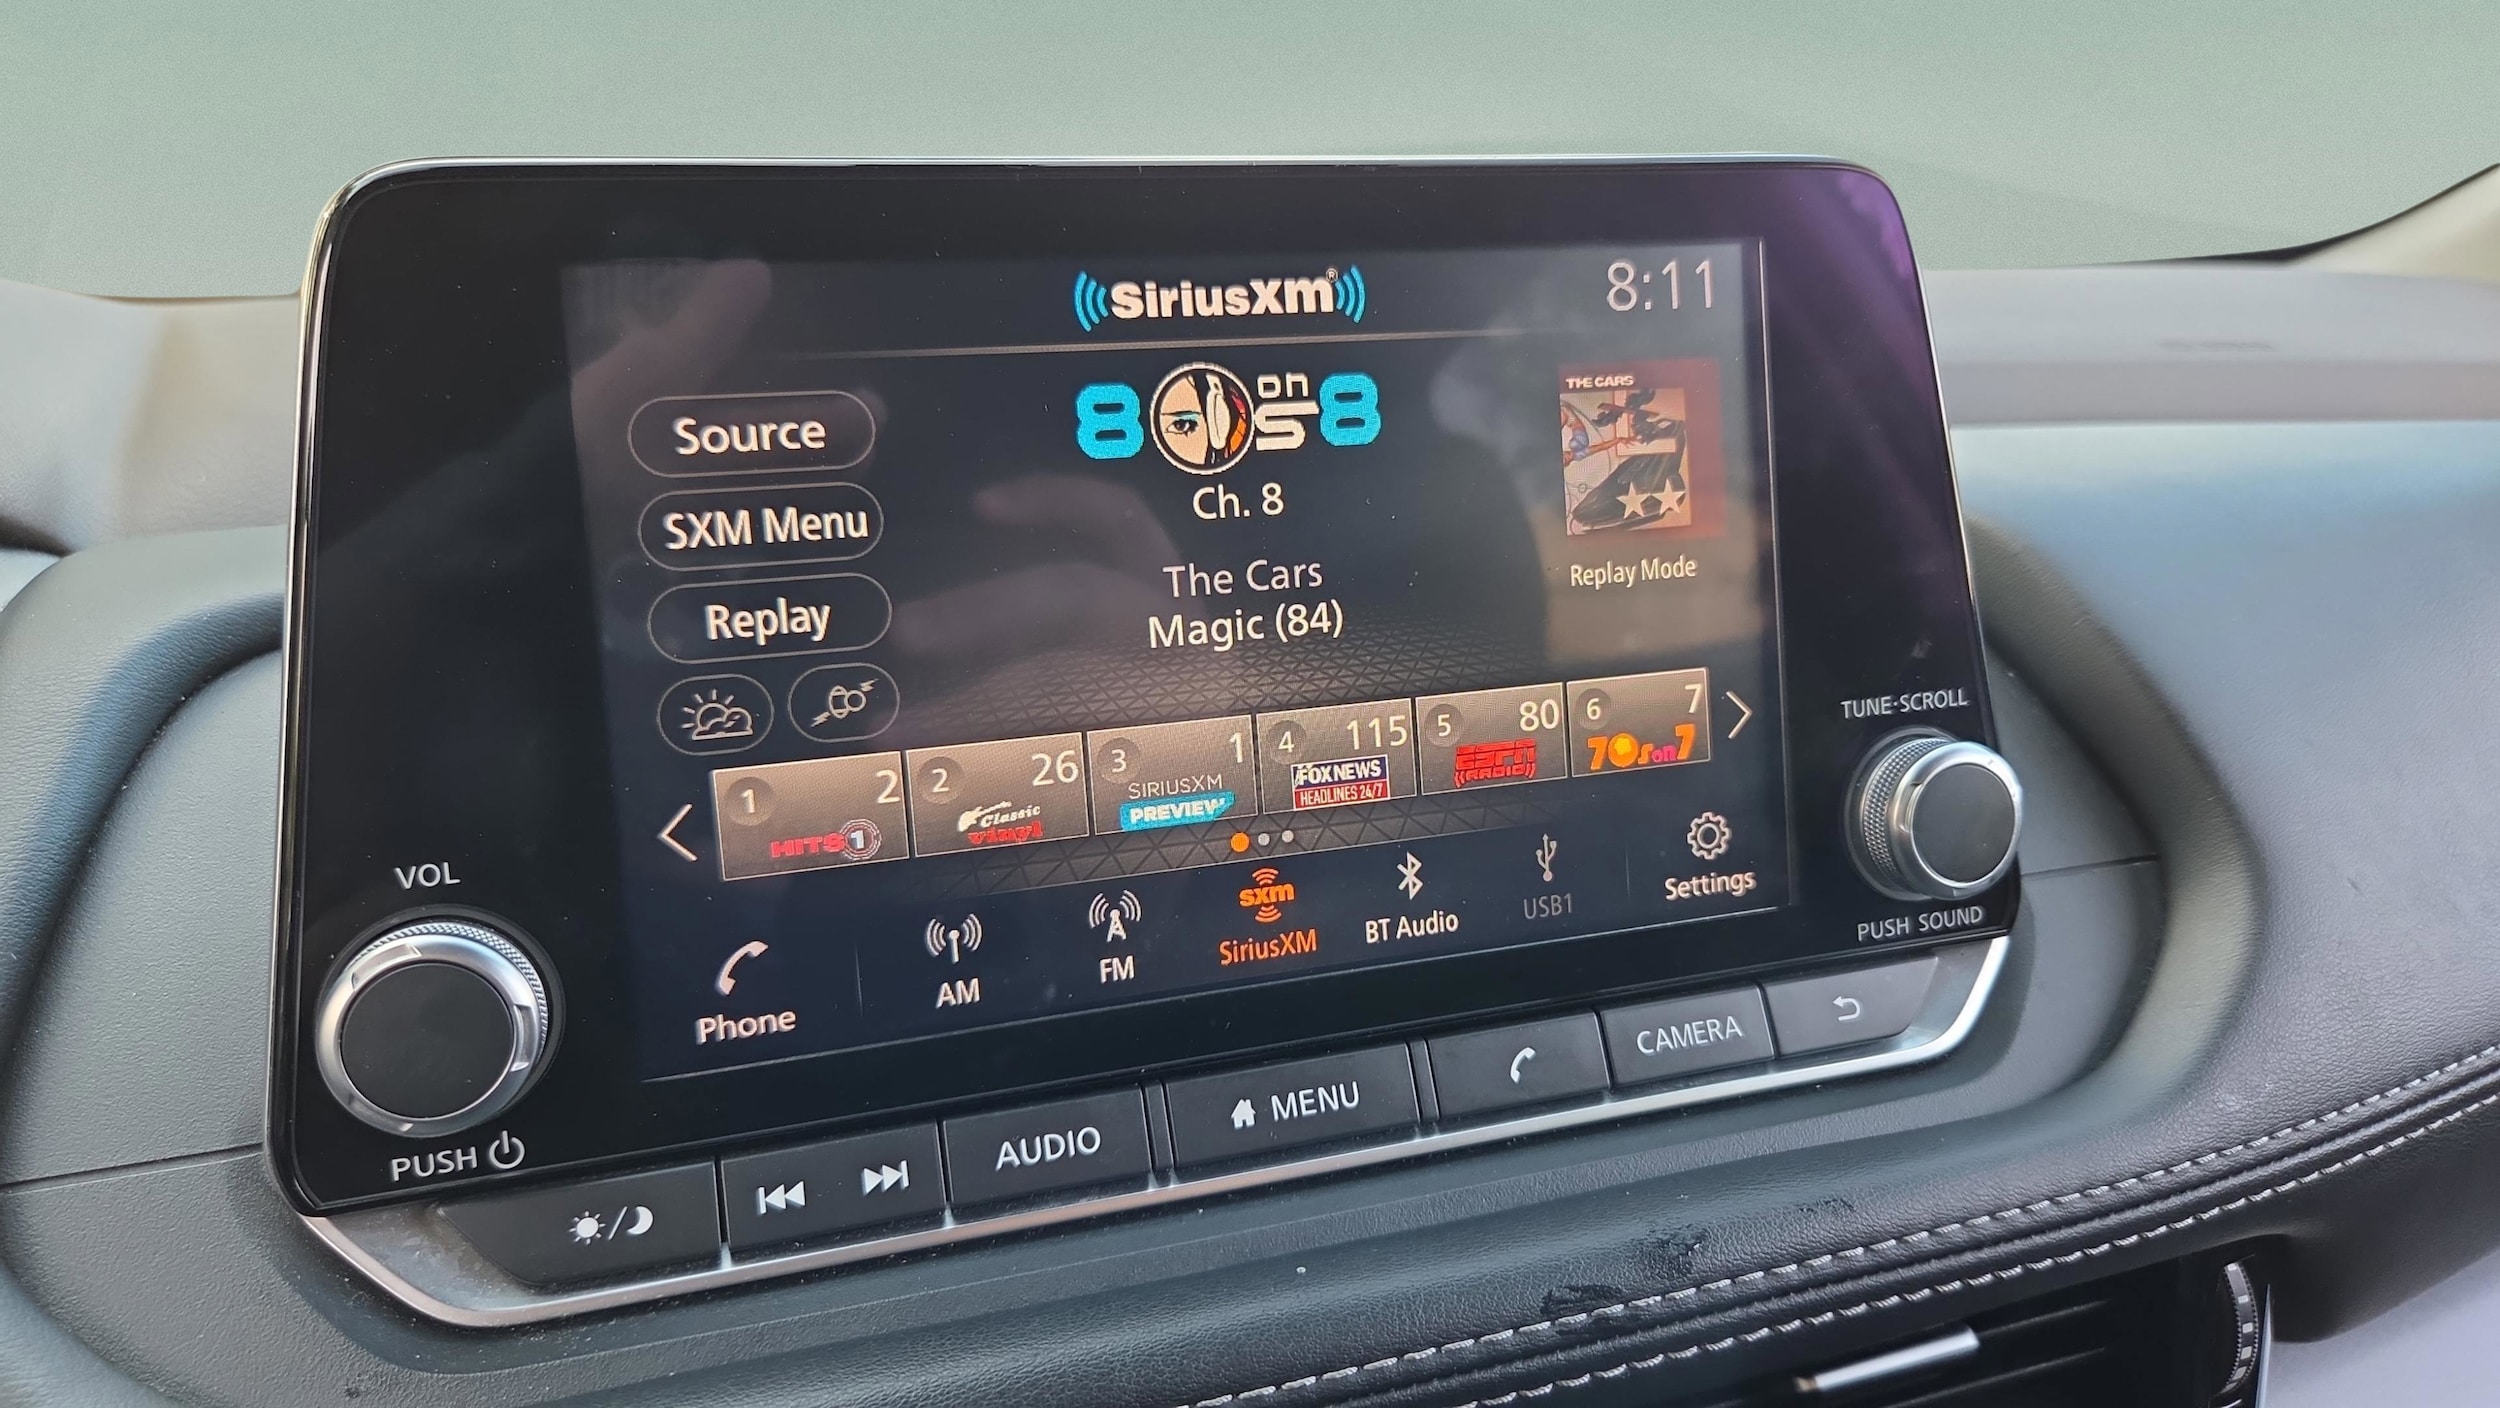 SiriusXM®
8:11
Source
SXM Menu
Replay
80s on 8
Ch. 8
The Cars
Magic (84)
THE CARS
Replay Mode
1 2
HITS 1
2 26
Classic
vinyl
3 1
SIRIUSXM
PREVIEW
4 115
FOX NEWS
HEADLINES 24/7
5 80
ESPN
RADIO
6 7
70s on 7
Phone
AM
FM
sxm
SiriusXM
BT Audio
USB1
Settings
VOL
PUSH
TUNE·SCROLL
PUSH SOUND
AUDIO
MENU
CAMERA